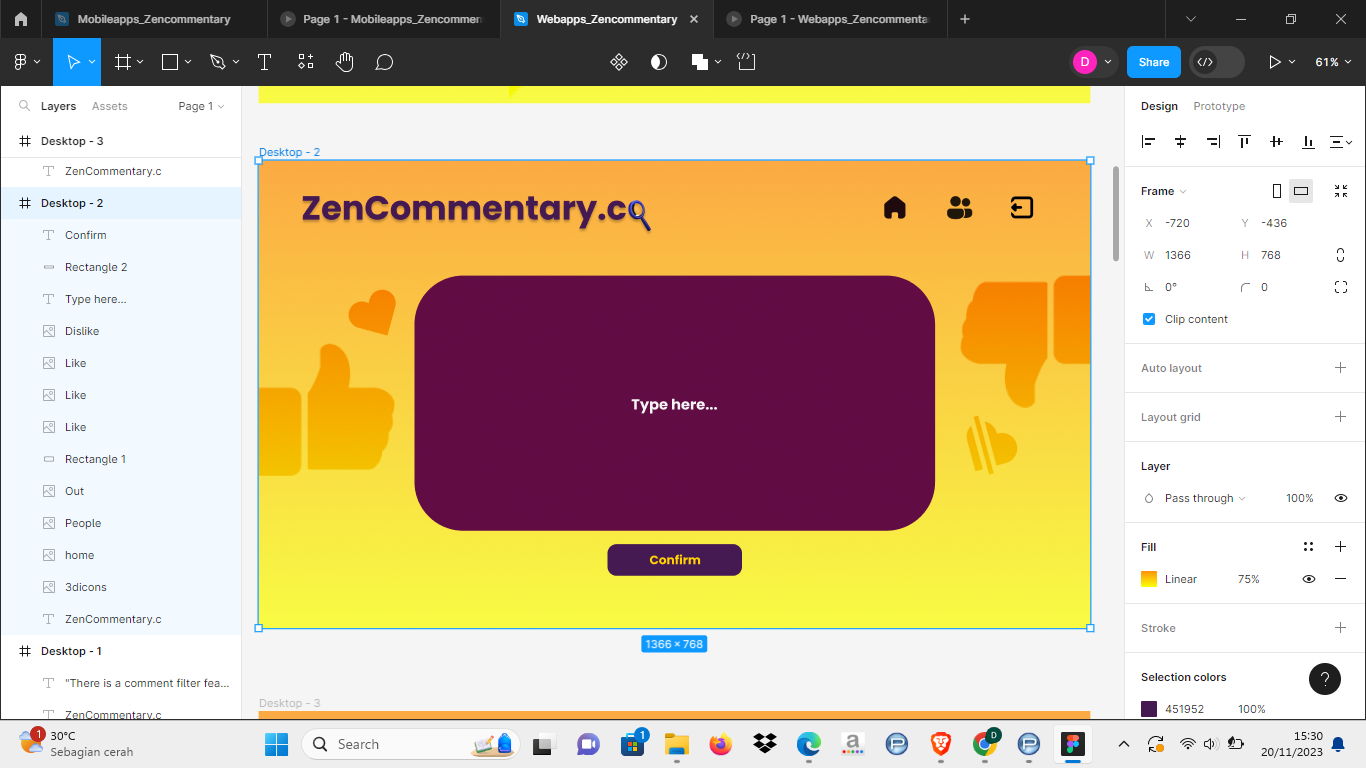 Mobileapps_Zencommentary
Page 1 - Mobileapps_Zencommen
Webapps_Zencommentary
Page 1 - Webapps_Zencommenta
D
Share
61%
Layers
Assets
Page 1
Desktop - 3
ZenCommentary.c
Desktop - 2
Confirm
Rectangle 2
Type here...
Dislike
Like
Like
Like
Rectangle 1
Out
People
home
3dicons
ZenCommentary.c
Desktop - 1
“There is a comment filter fea...
ZenCommentary.c
Desktop - 2
ZenCommentary.c
Type here...
Confirm
1366 × 768
Desktop - 3
Design
Prototype
Frame
X -720
Y -436
W 1366
H 768
0°
0
Clip content
Auto layout
Layout grid
Layer
Pass through
100%
Fill
Linear
75%
Stroke
Selection colors
?
451952
100%
1
30°C
Sebagian cerah
Search
1
a
D
15:30
20/11/2023